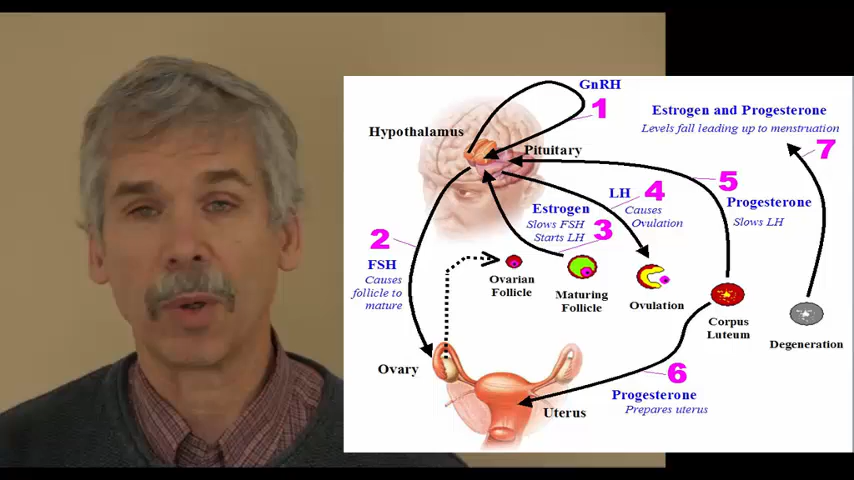 GnRH
1
Estrogen and Progesterone
Levels fall leading up to menstruation
7
Hypothalamus
Pituitary
5
Progesterone
Slows LH
LH
4
Causes
Ovulation
Estrogen
Slows FSH
Starts LH
3
2
FSH
Causes
follicle to
mature
Ovarian
Follicle
Maturing
Follicle
Ovulation
Corpus
Luteum
Degeneration
Ovary
Uterus
6
Progesterone
Prepares uterus